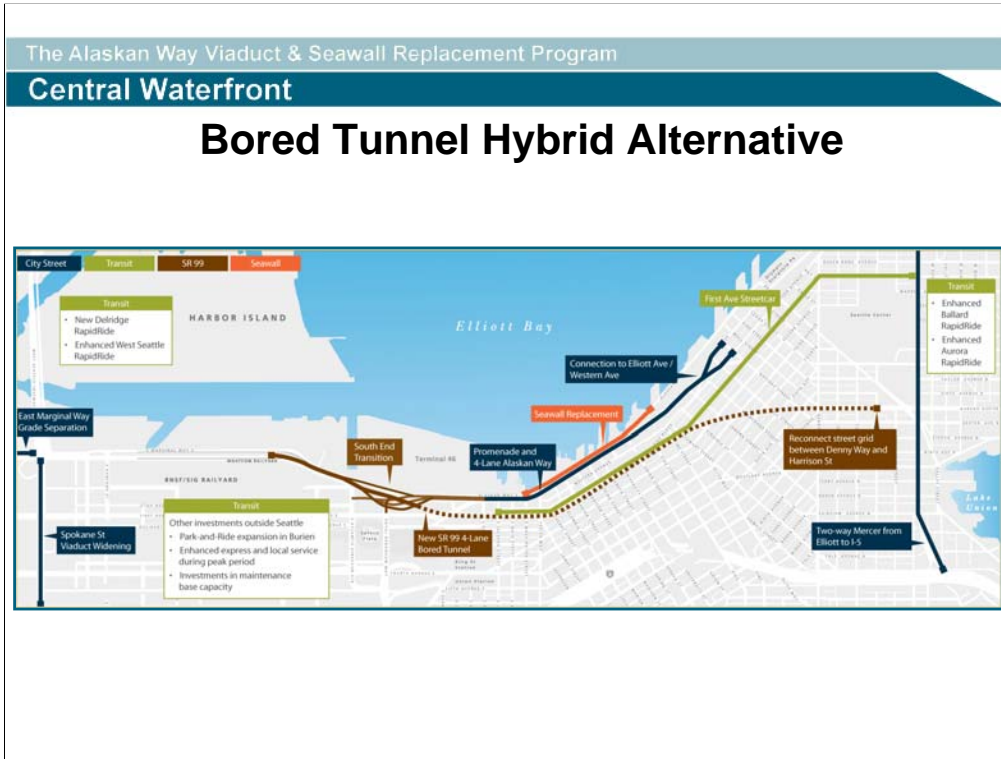 The Alaskan Way Viaduct & Seawall Replacement Program
Central Waterfront
Bored Tunnel Hybrid Alternative
City Street
Transit
SR 99
Seawall
Transit
• New Delridge
RapidRide
• Enhanced West Seattle
RapidRide
HARBOR ISLAND
Elliott Bay
First Ave Streetcar
Seattle Center
Transit
• Enhanced
Ballard
RapidRide
• Enhanced
Aurora
RapidRide
Connection to Elliott Ave /
Western Ave
Seawall Replacement
East Marginal Way
Grade Separation
South End
Transition
Terminal 46
Promenade and
4-Lane Alaskan Way
Reconnect street grid
between Denny Way and
Harrison St
BNSF/SIG RAILYARD
Lake
Union
Spokane St
Viaduct Widening
Transit
Other investments outside Seattle
• Park-and-Ride expansion in Burien
• Enhanced express and local service
during peak period
• Investments in maintenance
base capacity
New SR 99 4-Lane
Bored Tunnel
Two-way Mercer from
Elliott to I-5